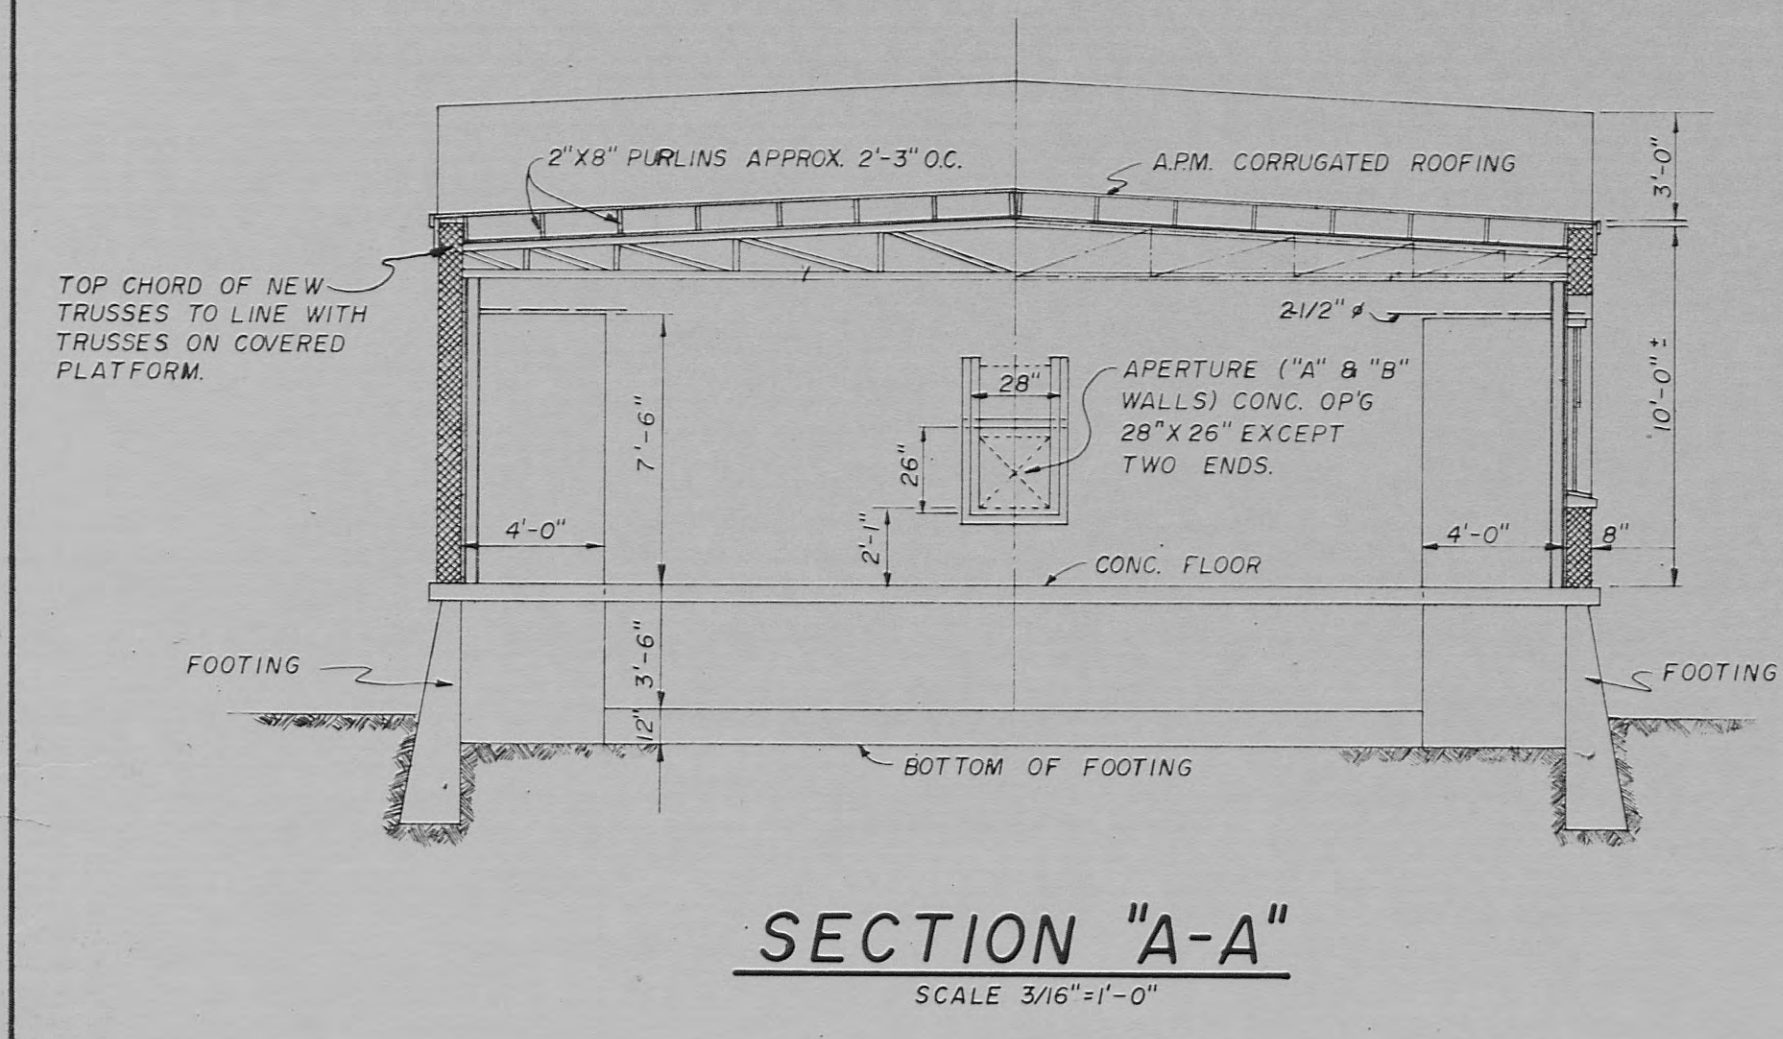 2"X8" PURLINS APPROX. 2'-3" O.C.
A.P.M. CORRUGATED ROOFING
3'-0"
TOP CHORD OF NEW
TRUSSES TO LINE WITH
TRUSSES ON COVERED
PLATFORM.
2-1/2" ø
10'-0" ±
7'-6"
28"
26"
APERTURE ("A" & "B"
WALLS) CONC. OP'G
28"X26" EXCEPT
TWO ENDS.
4'-0"
2'-1"
4'-0"
8"
CONC. FLOOR
3'-6"
FOOTING
FOOTING
12"
BOTTOM OF FOOTING
SECTION "A-A"
SCALE 3/16"=1'-0"